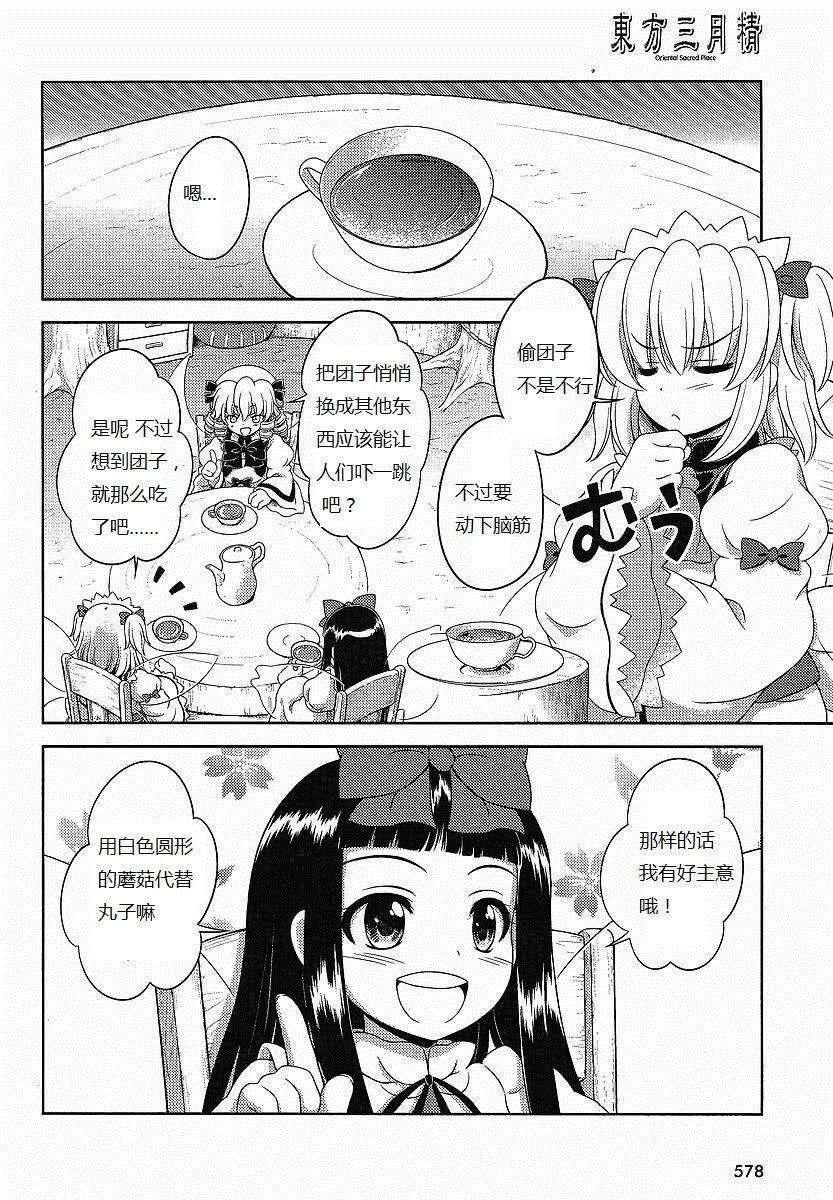 東方三月精
Oriental Sacred Place
嗯…
偷团子
不是不行
不过要
动下脑筋
むぅ
把团子悄悄
换成其他东
西应该能让
人们吓一跳
吧？
是呢 不过
想到团子，
就那么吃
了吧……
那样的话
我有好主意
哦！
用白色圆形
的蘑菇代替
丸子嘛
578